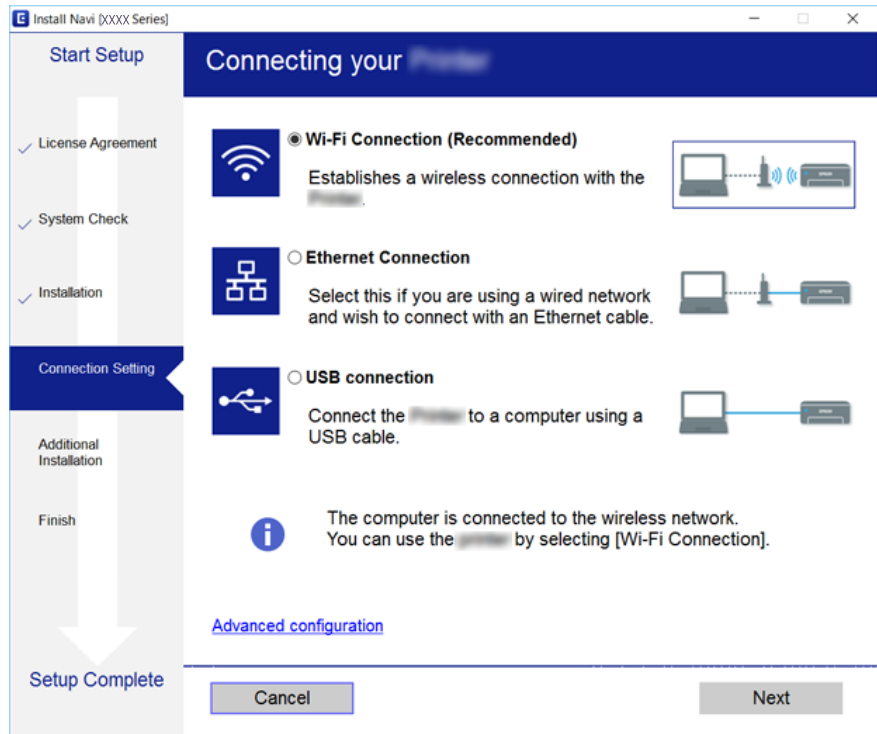 Install Navi [XXXX Series]
Start Setup
License Agreement
System Check
Installation
Connection Setting
Additional
Installation
Finish
Setup Complete
Connecting your
Wi-Fi Connection (Recommended)
Establishes a wireless connection with the
.
Ethernet Connection
Select this if you are using a wired network
and wish to connect with an Ethernet cable.
USB connection
Connect the to a computer using a
USB cable.
The computer is connected to the wireless network.
You can use the by selecting [Wi-Fi Connection].
Advanced configuration
Cancel
Next